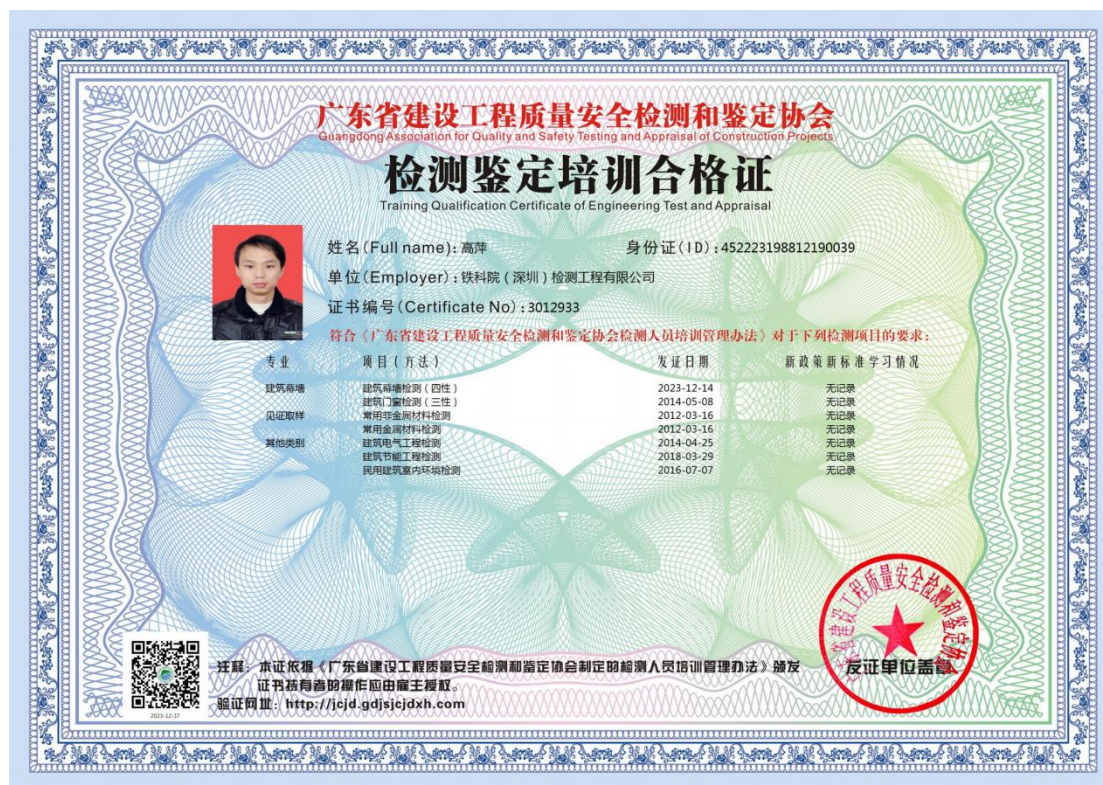 广东省建设工程质量安全检测和鉴定协会
Guangdong Association for Quality and Safety Testing and Appraisal of Construction Projects
检测鉴定培训合格证
Training Qualification Certificate of Engineering Test and Appraisal
姓名(Full name): 高萍 身份证(ID): 452223198812190039
单位(Employer): 铁科院(深圳)检测工程有限公司
证书编号(Certificate No): 3012933
符合《广东省建设工程质量安全检测和鉴定协会检测人员培训管理办法》对于下列检测项目的要求:
专业 项目(方法) 发证日期 新政策新标准学习情况
建筑幕墙 建筑幕墙检测(四性) 2023-12-14 无记录
建筑门窗检测(三性) 2014-05-08 无记录
见证取样 常用非金属材料检测 2012-03-16 无记录
常用金属材料检测 2012-03-16 无记录
其他类别 建筑电气工程检测 2014-04-25 无记录
建筑节能工程检测 2018-03-29 无记录
民用建筑室内环境检测 2016-07-07 无记录
广东省建设工程质量安全检测和鉴定协会
注释: 本证依据《广东省建设工程质量安全检测和鉴定协会制定的检测人员培训管理办法》颁发
发证单位盖章
证书持有者的操作应由雇主授权。
验证网址: http://jcjd.gdjsjcjdxh.com
2023-12-17